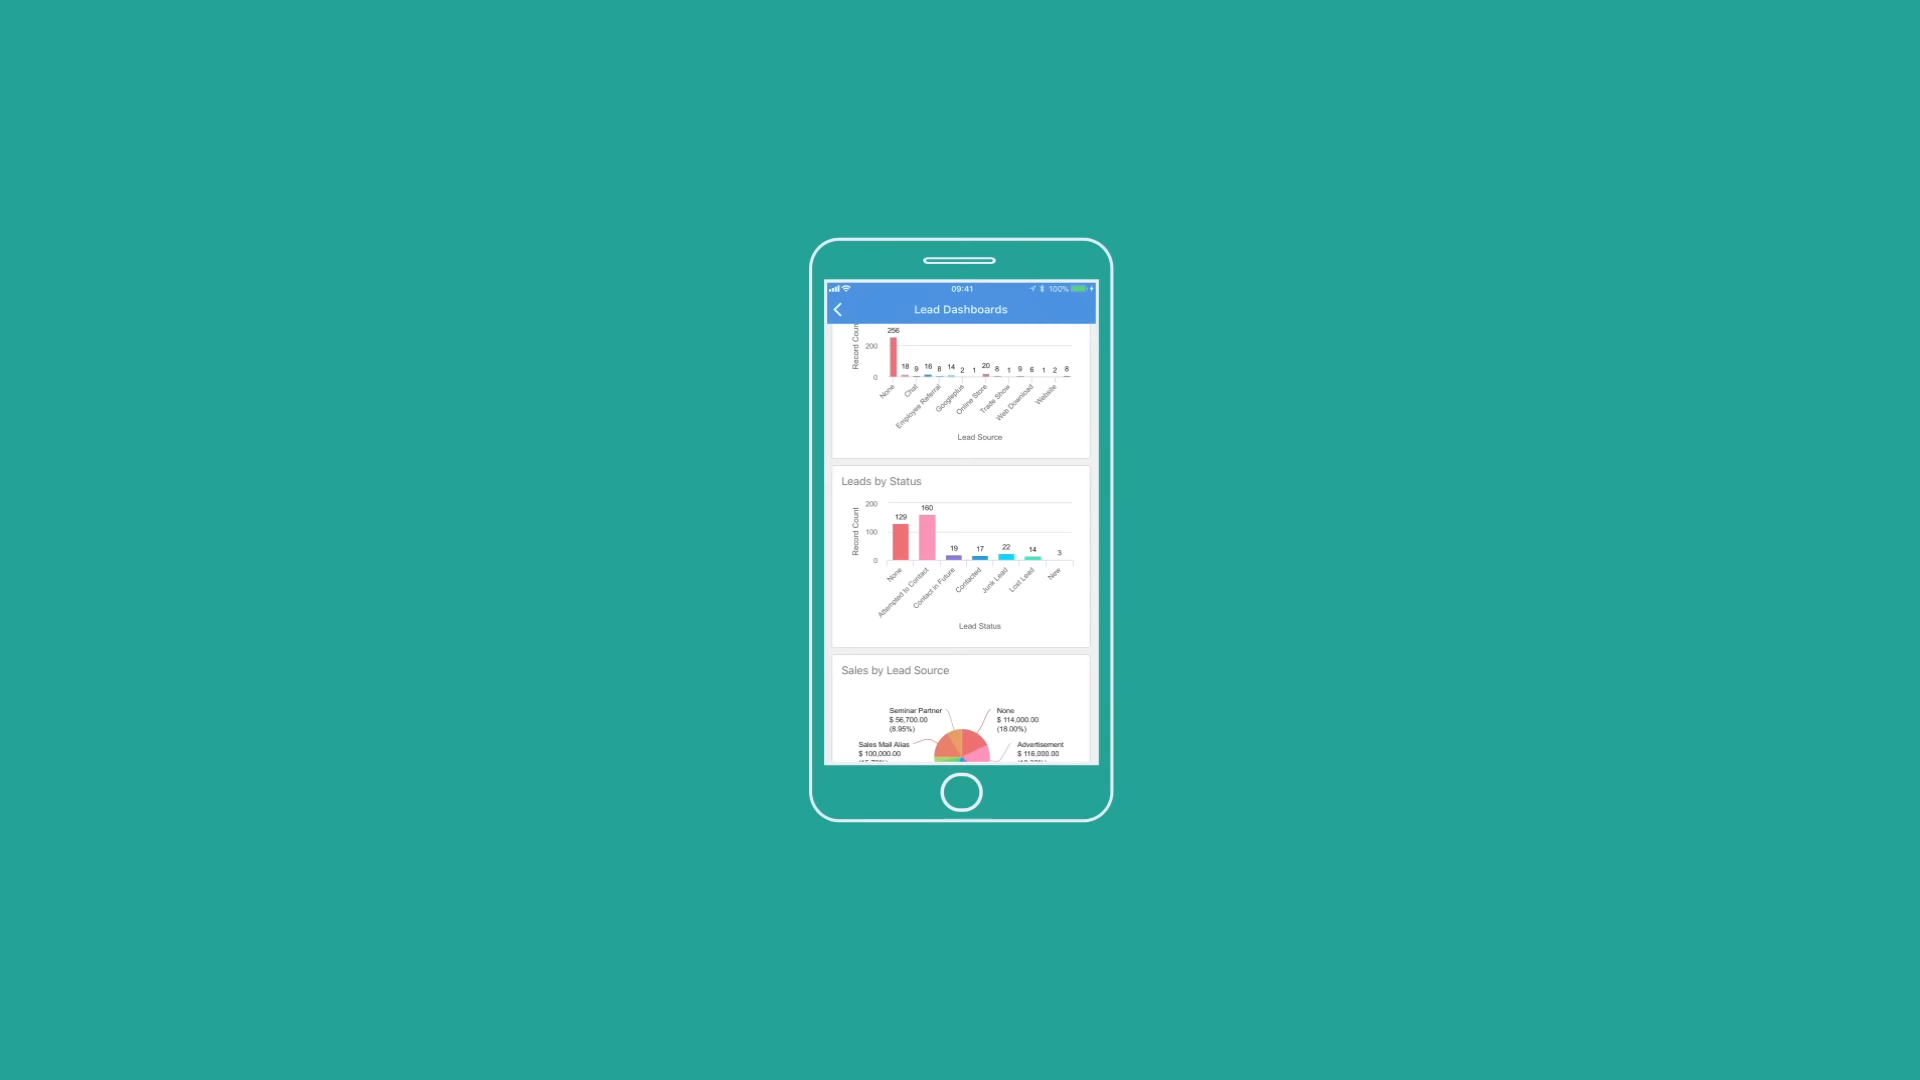 09:41
100%
Lead Dashboards
256
200
Record Coun
18 9 16 8 14 2 1 20 8 1 9 6 1 2 8
0
None Chat Employee Referral Googleplus Online Store Trade Show Web Download Website
Lead Source
Leads by Status
200
160
129
Record Count
100
19 17 22 14 3
0
None Attempted to Contact Contact in Future Contacted Junk Lead Lost Lead New
Lead Status
Sales by Lead Source
Seminar Partner
$ 56,700.00
(8.95%)
None
$ 114,000.00
(18.00%)
Sales Mail Alias
$ 100,000.00
Advertisement
$ 116,000.00